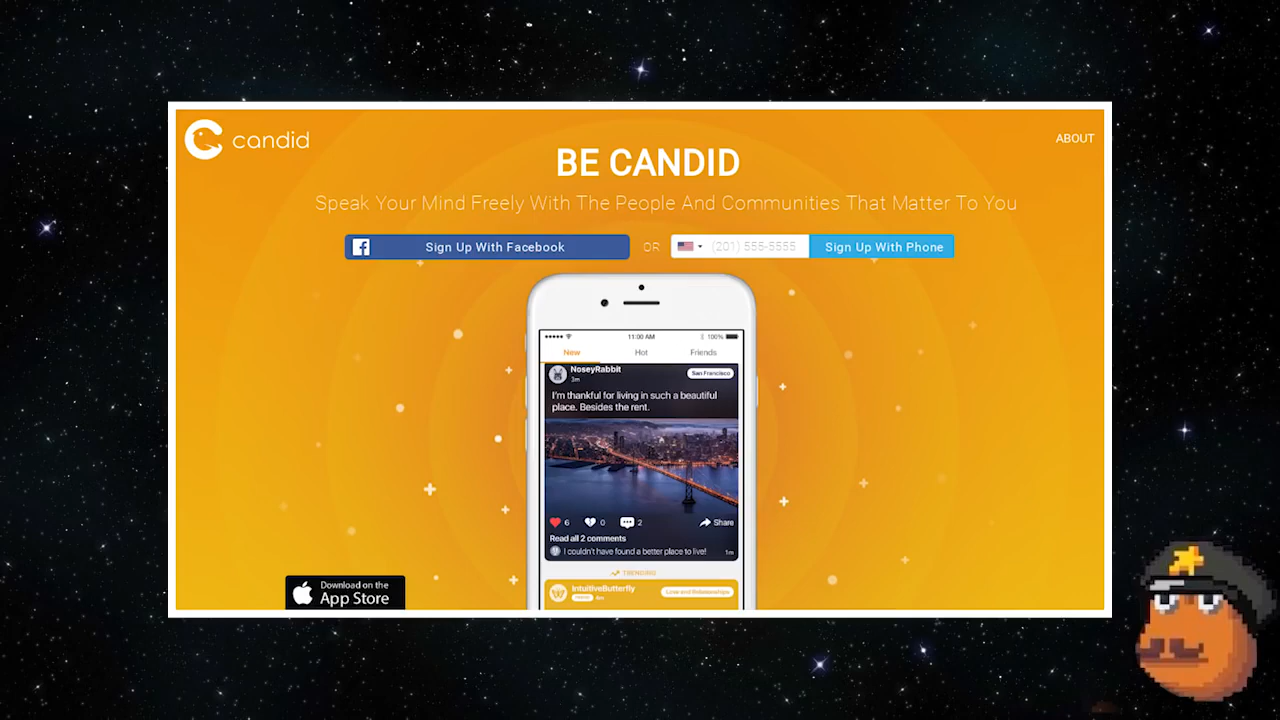 candid
ABOUT
BE CANDID
Speak Your Mind Freely With The People And Communities That Matter To You
Sign Up With Facebook
OR
(201) 555-5555
Sign Up With Phone
11:00 AM
100%
New
Hot
Friends
NoseyRabbit
San Francisco
3m
I'm thankful for living in such a beautiful
place. Besides the rent.
6
0
2
Share
Read all 2 comments
I couldn't have found a better place to live!
1m
TRENDING
IntuitiveButterfly
Love and Relationships
6m
Download on the
App Store